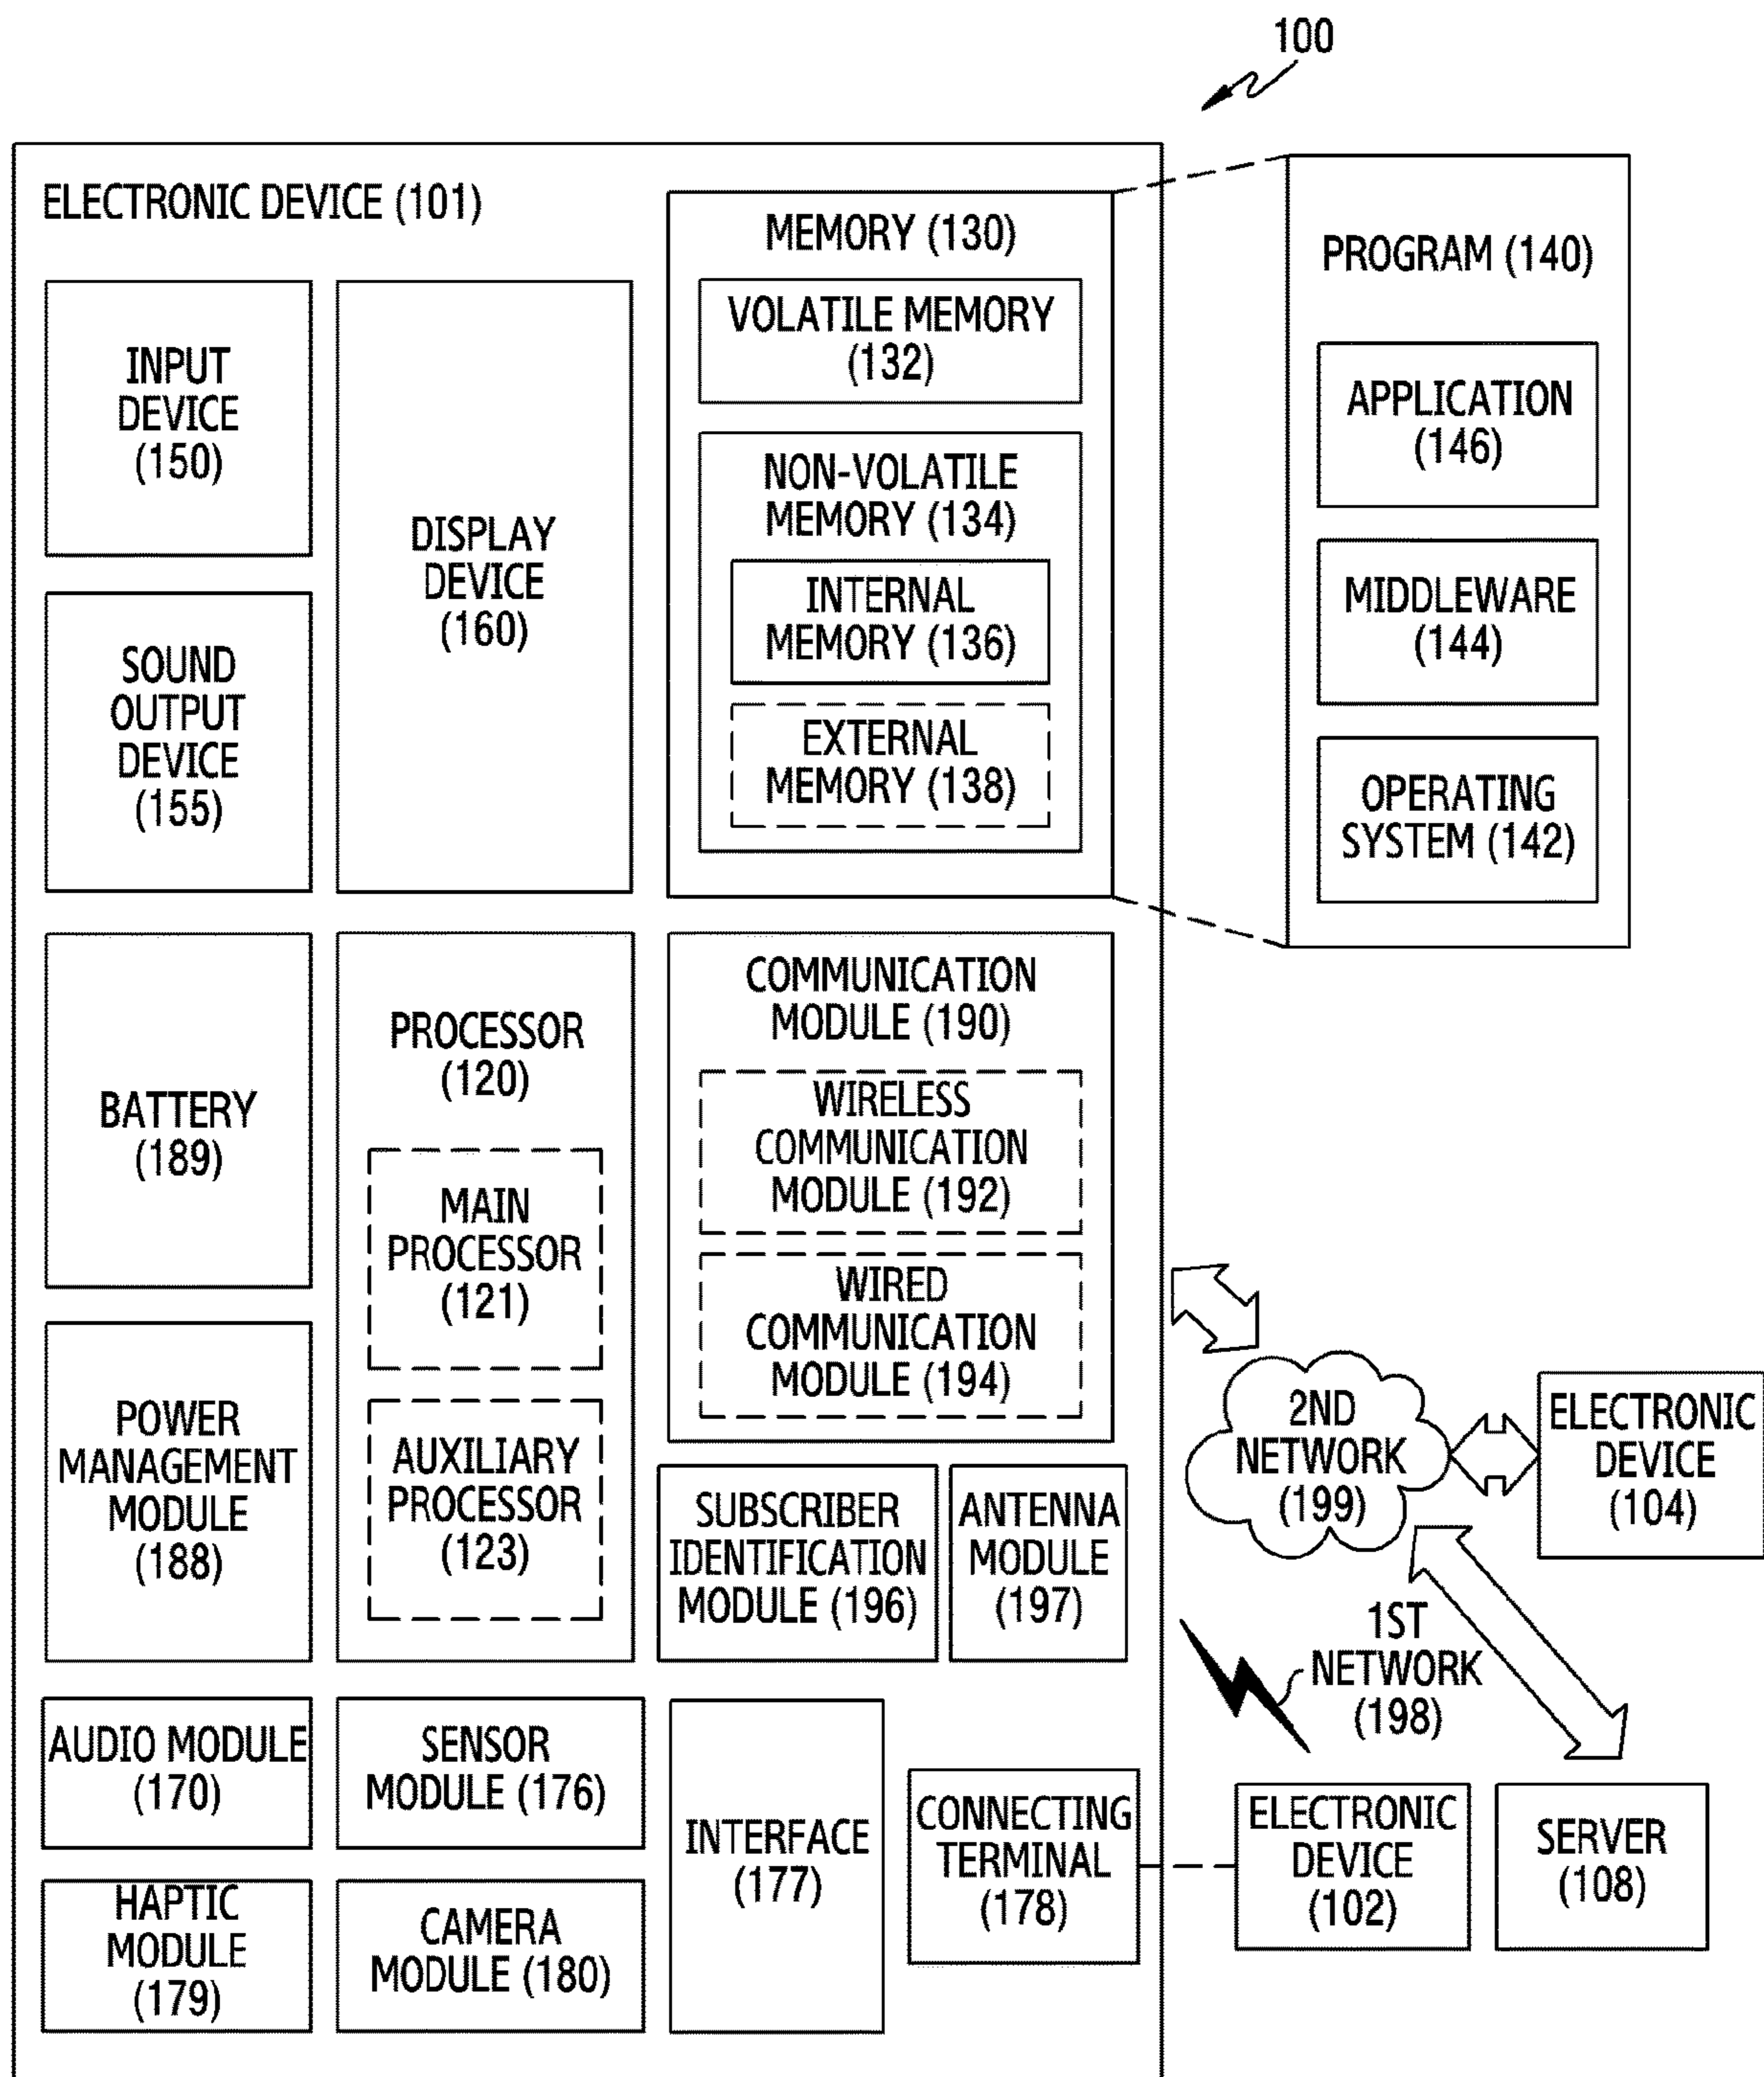 100
ELECTRONIC DEVICE (101)
INPUT
DEVICE
(150)
SOUND
OUTPUT
DEVICE
(155)
DISPLAY
DEVICE
(160)
MEMORY (130)
VOLATILE MEMORY
(132)
NON-VOLATILE
MEMORY (134)
INTERNAL
MEMORY (136)
EXTERNAL
MEMORY (138)
PROGRAM (140)
APPLICATION
(146)
MIDDLEWARE
(144)
OPERATING
SYSTEM (142)
BATTERY
(189)
POWER
MANAGEMENT
MODULE
(188)
PROCESSOR
(120)
MAIN
PROCESSOR
(121)
AUXILIARY
PROCESSOR
(123)
COMMUNICATION
MODULE (190)
WIRELESS
COMMUNICATION
MODULE (192)
WIRED
COMMUNICATION
MODULE (194)
SUBSCRIBER
IDENTIFICATION
MODULE (196)
ANTENNA
MODULE
(197)
2ND
NETWORK
(199)
ELECTRONIC
DEVICE
(104)
1ST
NETWORK
(198)
AUDIO MODULE
(170)
SENSOR
MODULE (176)
HAPTIC
MODULE
(179)
CAMERA
MODULE (180)
INTERFACE
(177)
CONNECTING
TERMINAL
(178)
ELECTRONIC
DEVICE
(102)
SERVER
(108)